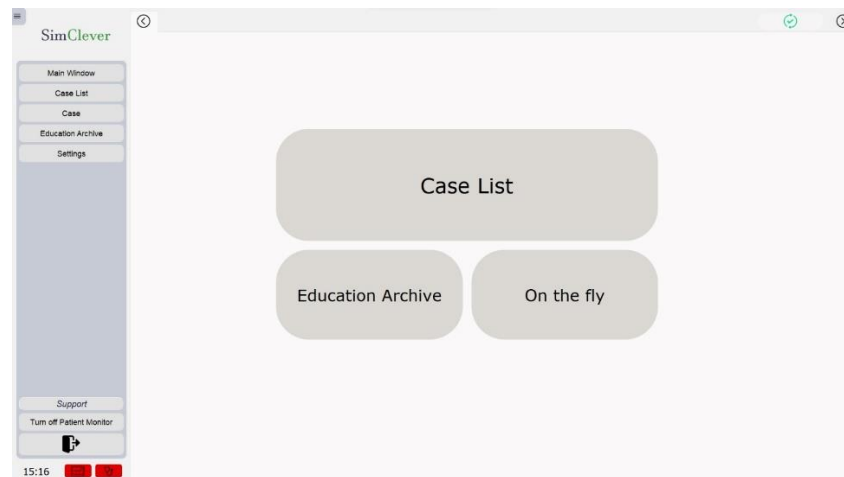 SimClever
Main Window
Case List
Case
Education Archive
Settings
Case List
Education Archive
On the fly
Support
Turn off Patient Monitor
15:16